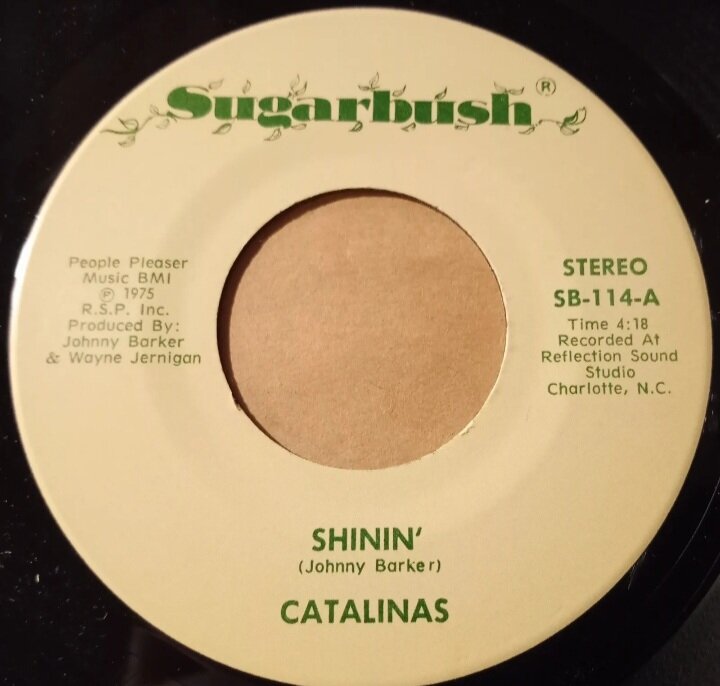 Sugarbush®
People Pleaser
Music BMI
℗ 1975
R.S.P. Inc.
Produced By:
Johnny Barker
& Wayne Jernigan
STEREO
SB-114-A
Time 4:18
Recorded At
Reflection Sound
Studio
Charlotte, N.C.
SHININ'
(Johnny Barker)
CATALINAS